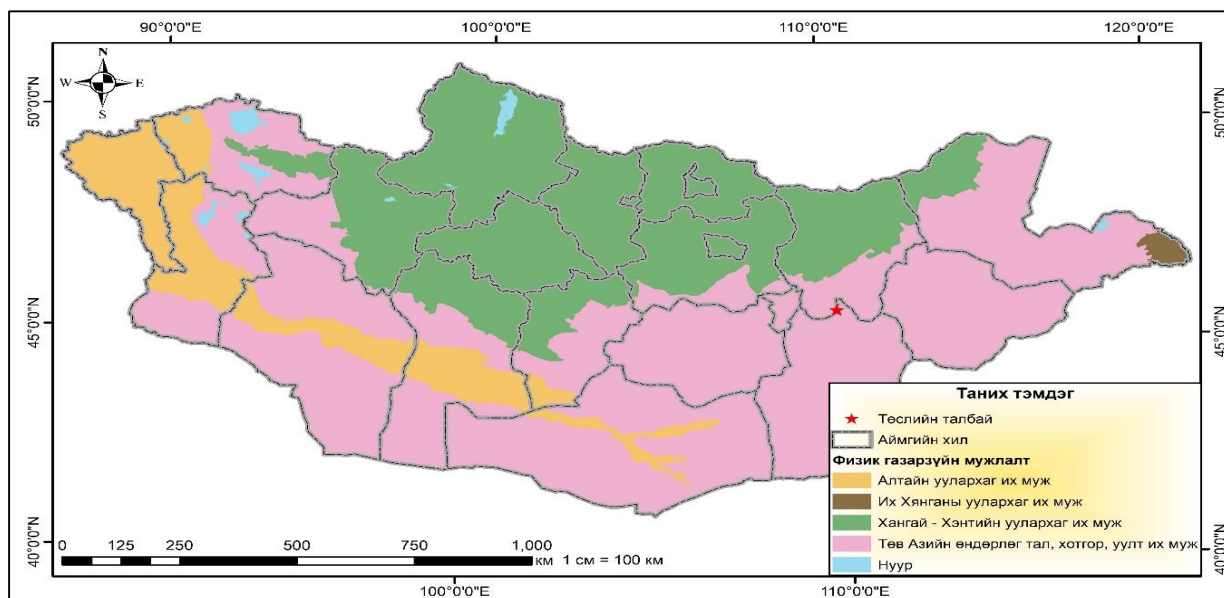 90°0'0"E 100°0'0"E 110°0'0"E 120°0'0"E
N
W E
S
50°0'0"N 50°0'0"N
45°0'0"N 45°0'0"N
40°0'0"N 40°0'0"N
Таних тэмдэг
Төслийн талбай
Аймгийн хил
Физик газарзүйн мужлалт
Алтайн уулархаг их муж
Их Хянганы уулархаг их муж
Хангай - Хэнтийн уулархаг их муж
Төв Азийн өндөрлөг тал, хотгор, уулт их муж
Нуур
0 125 250 500 750 1,000
км 1 см = 100 км
100°0'0"E 110°0'0"E